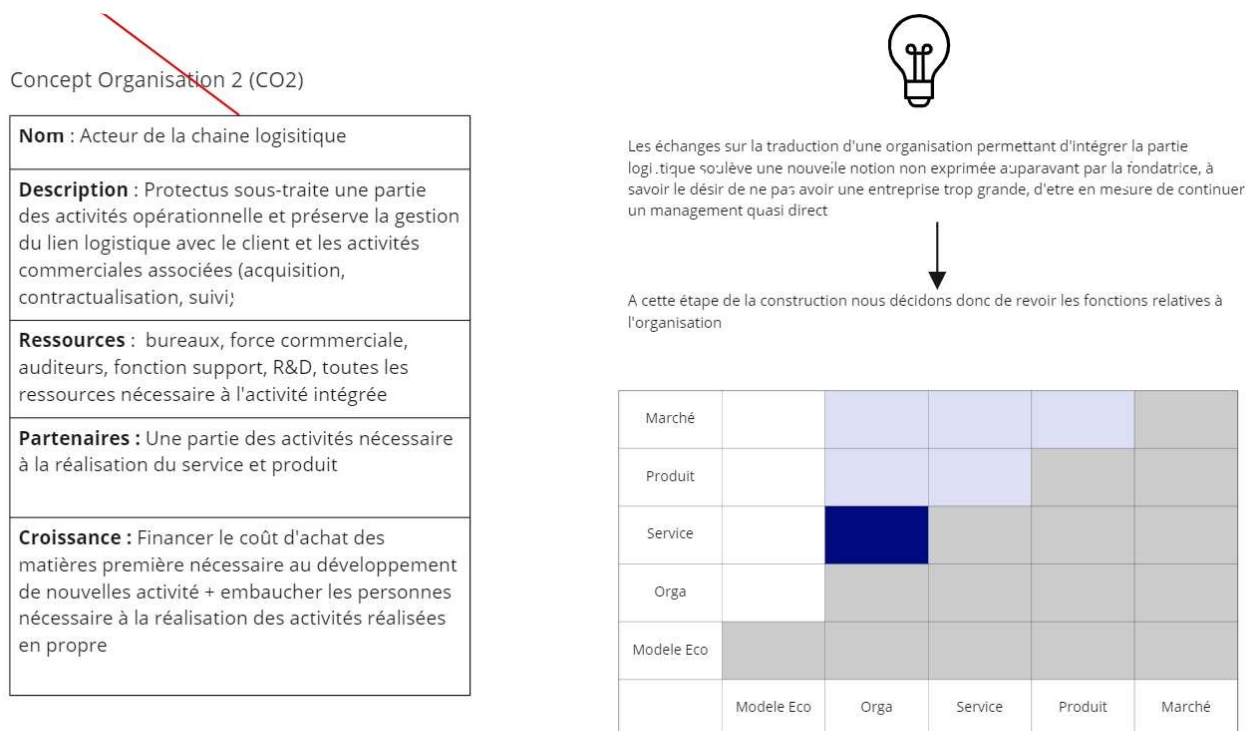 Concept Organisation 2 (CO2)
Nom : Acteur de la chaine logisitique
Description : Protectus sous-traite une partie
des activités opérationnelle et préserve la gestion
du lien logistique avec le client et les activités
commerciales associées (acquisition,
contractualisation, suivi;
Ressources : bureaux, force cormmerciale,
auditeurs, fonction support, R&D, toutes les
ressources nécessaire à l'activité intégrée
Partenaires : Une partie des activités nécessaire
à la réalisation du service et produit
Croissance : Financer le coût d'achat des
matières première nécessaire au développement
de nouvelles activité + embaucher les personnes
nécessaire à la réalisation des activités réalisées
en propre
Les échanges sur la traduction d'une organisation permettant d'intégrer la partie
logi.tique soulève une nouvelle notion non exprimée auparavant par la fondatrice, à
savoir le désir de ne pas avoir une entreprise trop grande, d'etre en mesure de continuer
un management quasi direct
A cette étape de la construction nous décidons donc de revoir les fonctions relatives à
l'organisation
Marché
Produit
Service
Orga
Modele Eco
Modele Eco Orga Service Produit Marché